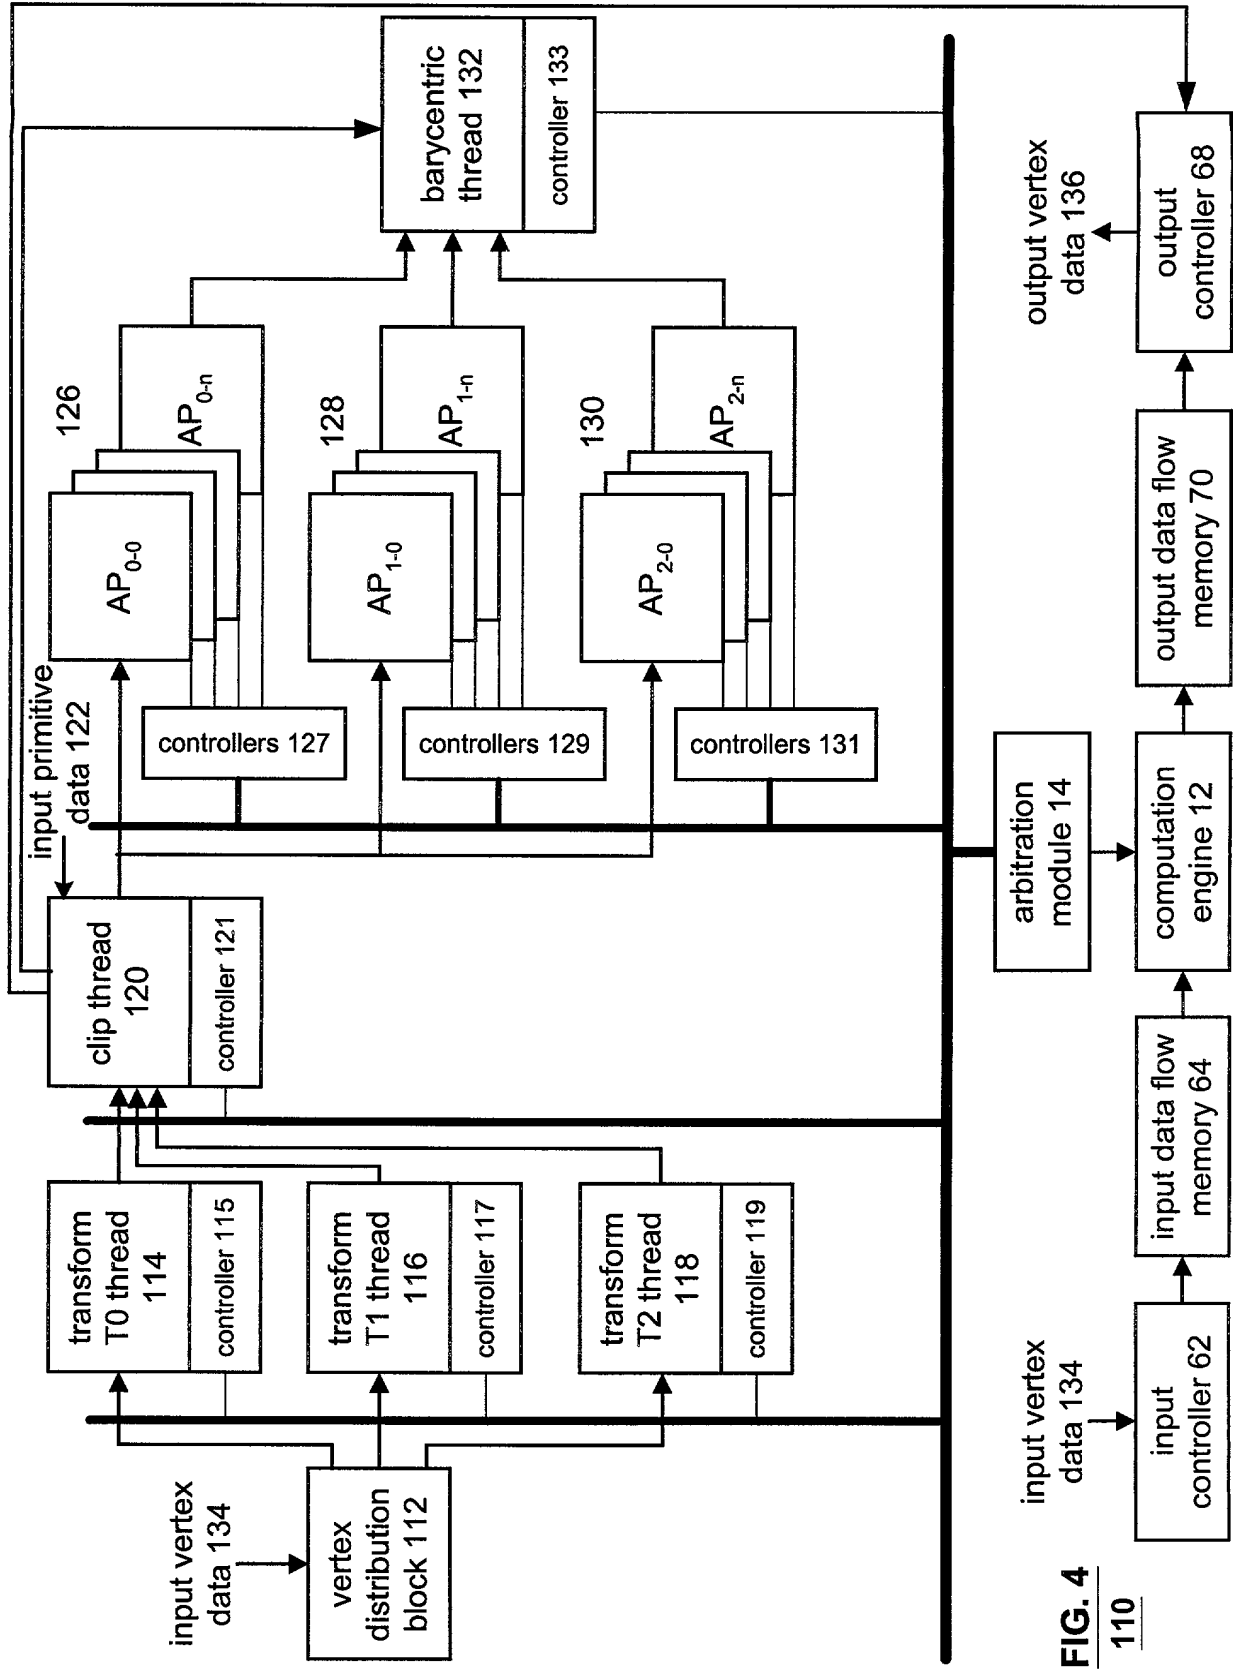 input vertex
data 134
vertex
distribution
block 112
transform
T0 thread
114
controller 115
transform
T1 thread
116
controller 117
transform
T2 thread
118
controller 119
clip thread
120
controller 121
input primitive
data 122
controllers 127
controllers 129
controllers 131
AP0-0
AP0-n
126
AP1-0
AP1-n
128
AP2-0
AP2-n
130
barycentric
thread 132
controller 133
arbitration
module 14
input vertex
data 134
input
controller 62
input data flow
memory 64
computation
engine 12
output data flow
memory 70
output
controller 68
output vertex
data 136
FIG. 4
110